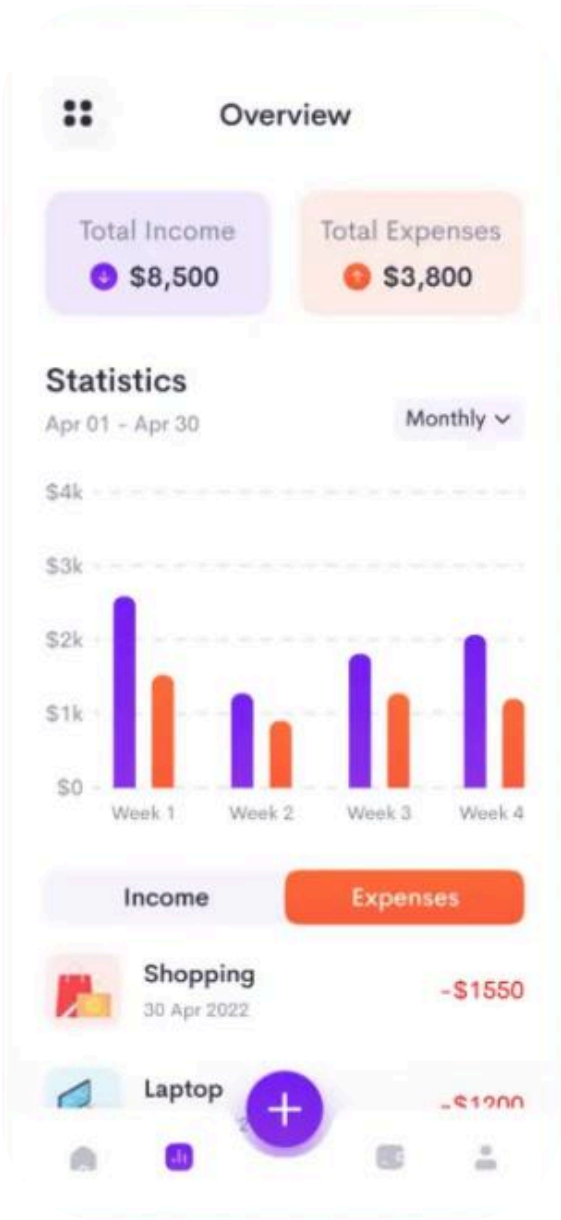 Overview
Total Income
$8,500
Total Expenses
$3,800
Statistics
Apr 01 - Apr 30
Monthly
$4k
$3k
$2k
$1k
$0
Week 1
Week 2
Week 3
Week 4
Income
Expenses
Shopping
30 Apr 2022
-$1550
Laptop
-$1200